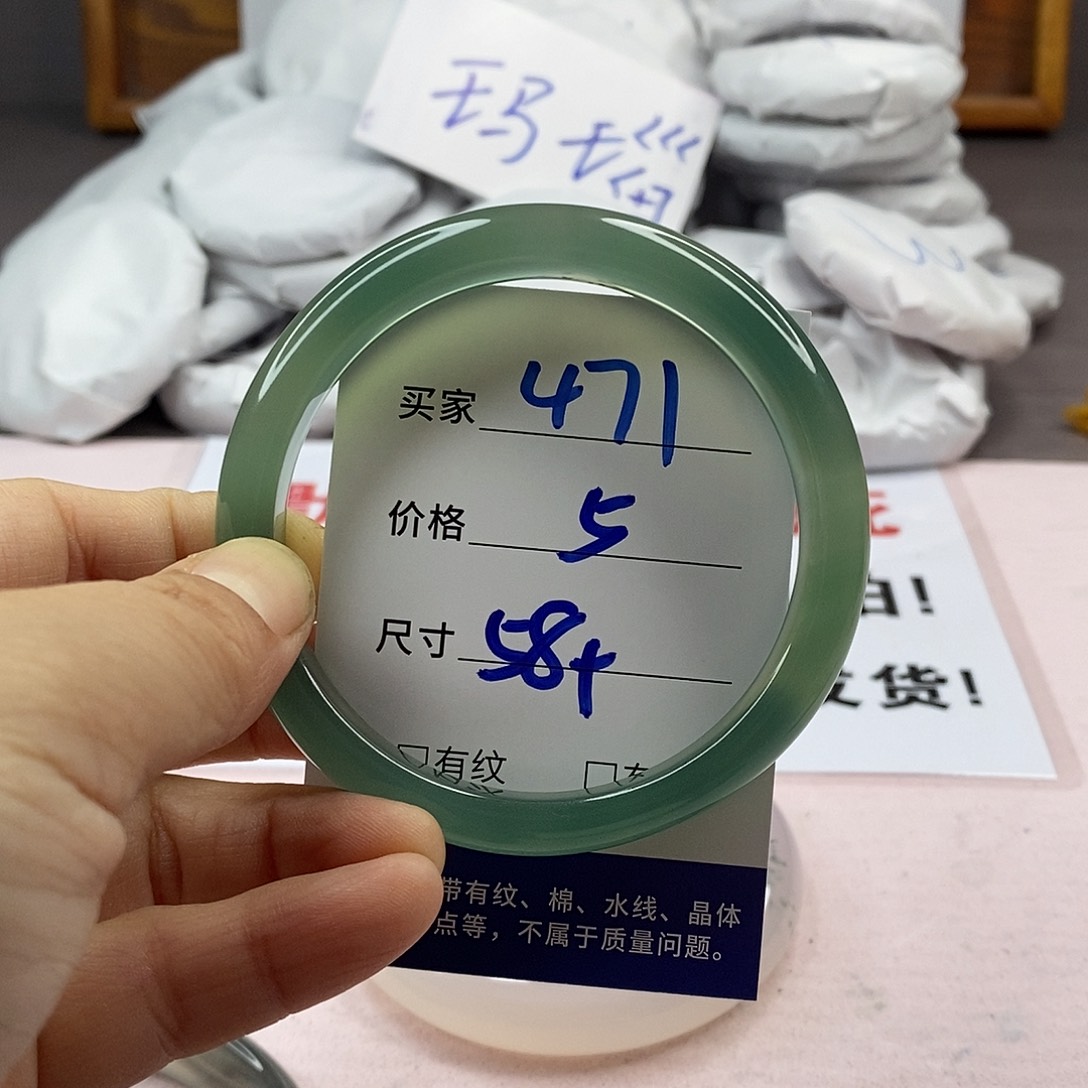 玛瑙
买家 471
价格 5
尺寸 58+
有纹
带有纹、棉、水线、晶体
点等，不属于质量问题。
拍!
发货!